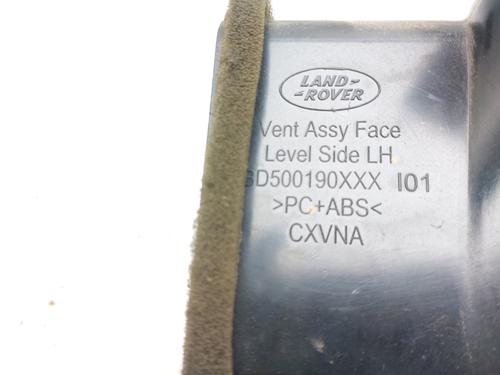 LAND-
-ROVER
Vent Assy Face
Level Side LH
D500190XXX I01
>PC+ABS<
CXVNA